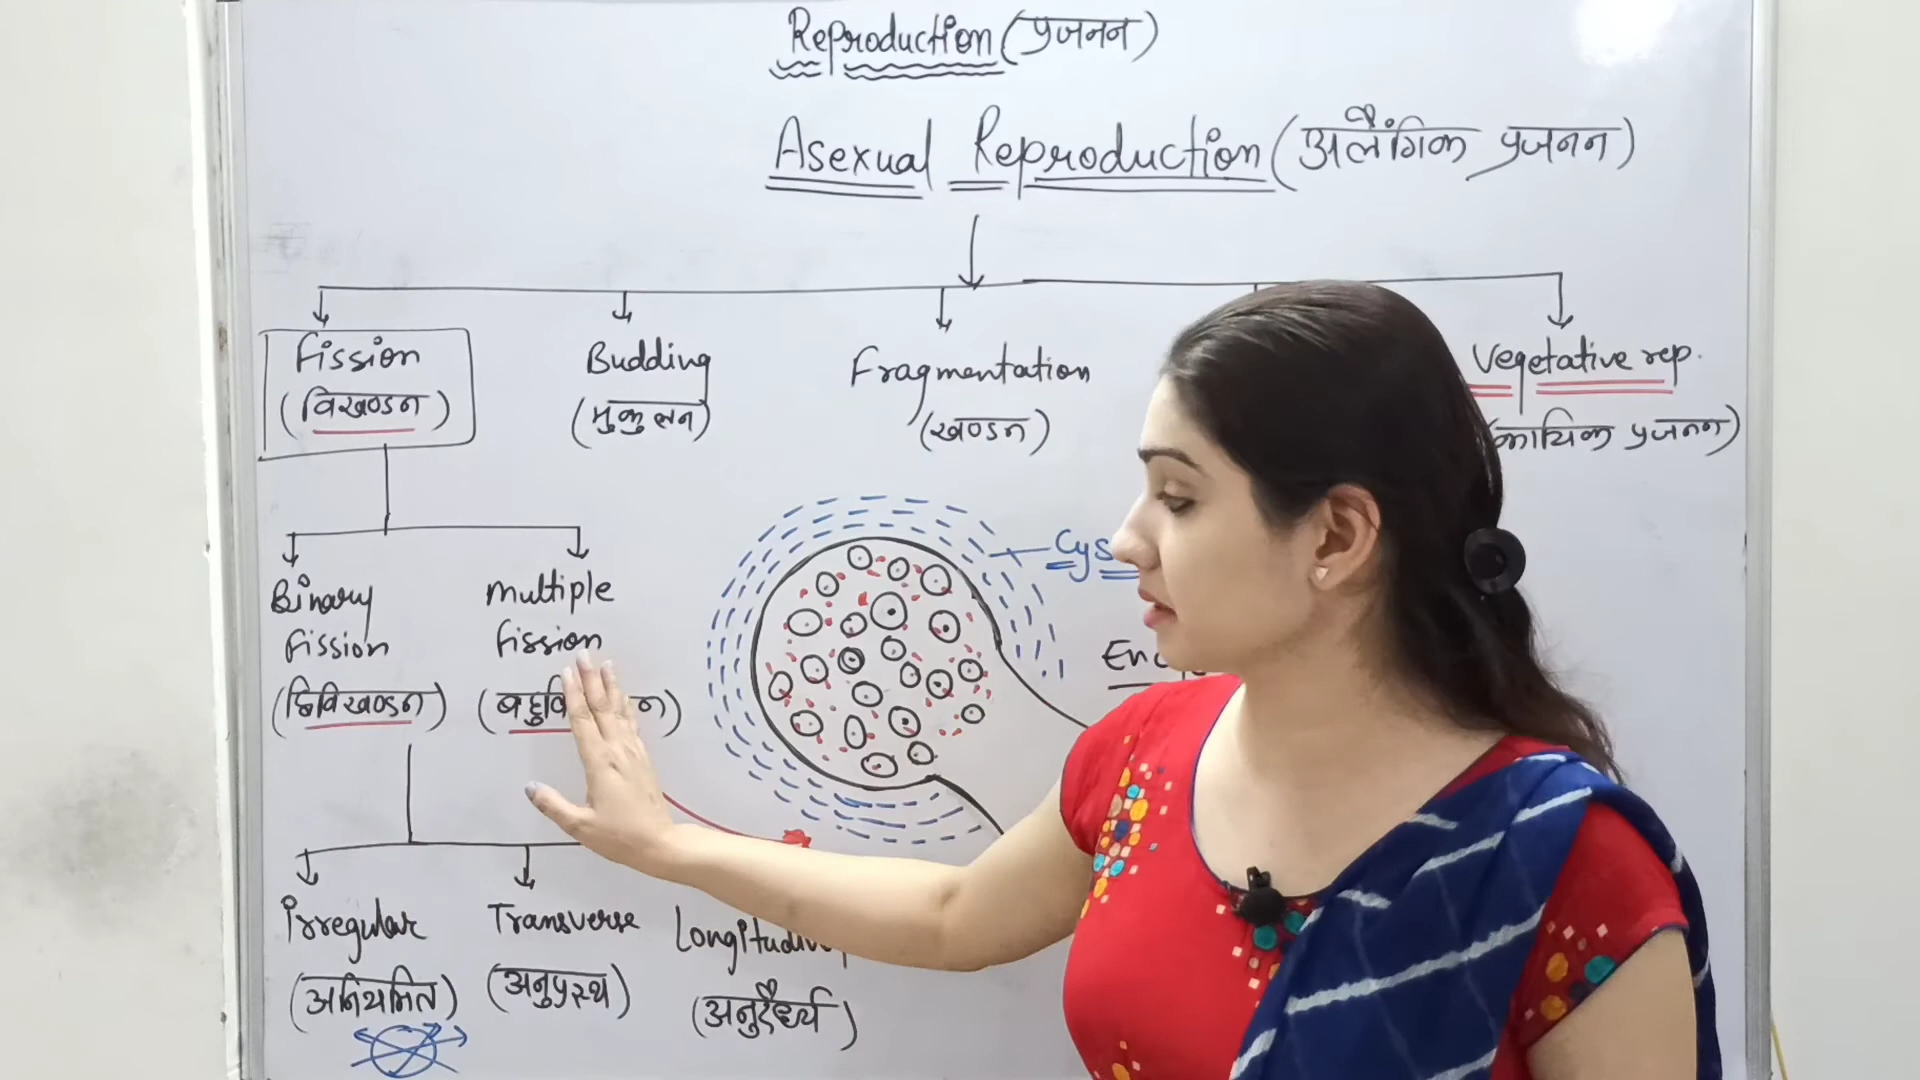 Reproduction (प्रजनन)
Asexual Reproduction (अलैंगिक प्रजनन)
Fission
(विखण्डन)
Budding
(मुकुलन)
Fragmentation
(खण्डन)
Vegetative rep.
(कायिक प्रजनन)
Binary
fission
(द्विविखण्डन)
multiple
fission
Irregular
(अनियमित)
Transverse
(अनुप्रस्थ)
(अनुदैर्ध्य)